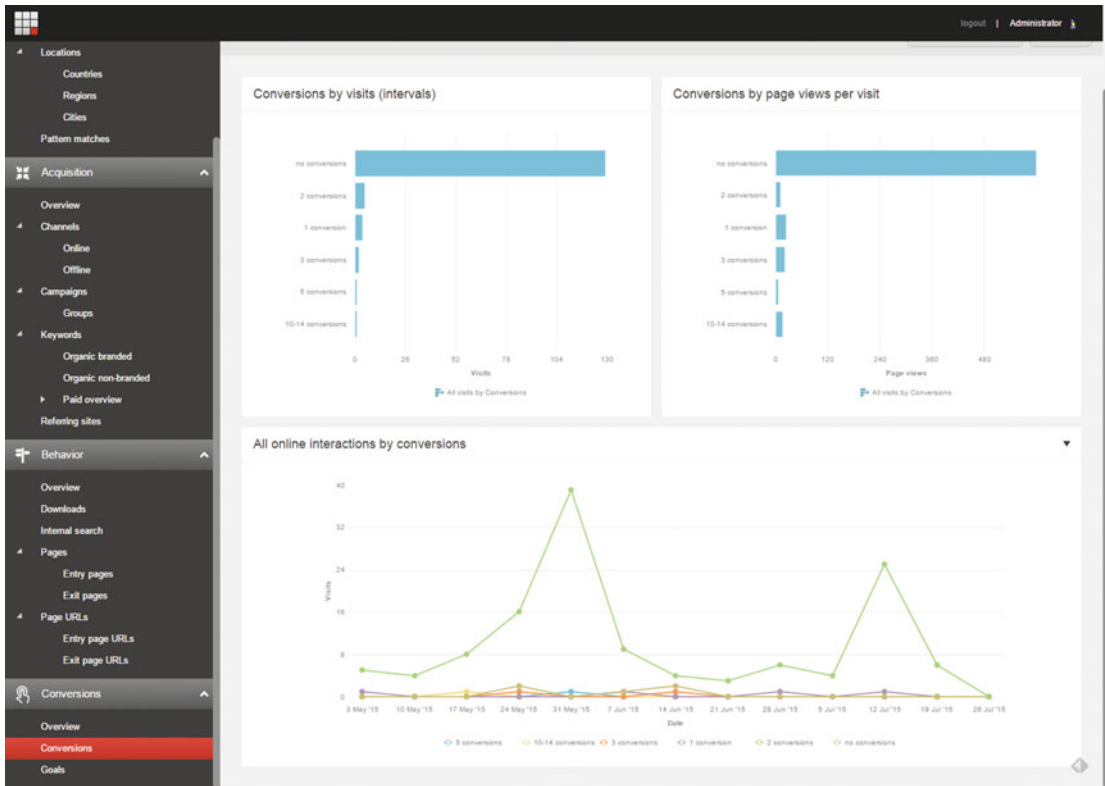 logout | Administrator
Locations
Countries
Regions
Cities
Pattern matches
Acquisition
Overview
Channels
Online
Offline
Campaigns
Groups
Keywords
Organic branded
Organic non-branded
Paid overview
Referring sites
Behavior
Overview
Downloads
Internal search
Pages
Entry pages
Exit pages
Page URLs
Entry page URLs
Exit page URLs
Conversions
Overview
Conversions
Goals
Conversions by visits (intervals)
no conversions
2 conversions
1 conversion
3 conversions
5 conversions
10-14 conversions
0 26 52 78 104 130
Visits
All visits by Conversions
Conversions by page views per visit
no conversions
2 conversions
1 conversion
3 conversions
5 conversions
10-14 conversions
0 120 240 360 480
Page views
All visits by Conversions
All online interactions by conversions
40
32
24
16
8
0
Visits
3 May '15 10 May '15 17 May '15 24 May '15 31 May '15 7 Jun '15 14 Jun '15 21 Jun '15 28 Jun '15 5 Jul '15 12 Jul '15 19 Jul '15 26 Jul '15
Date
5 conversions 10-14 conversions 3 conversions 1 conversion 2 conversions no conversions